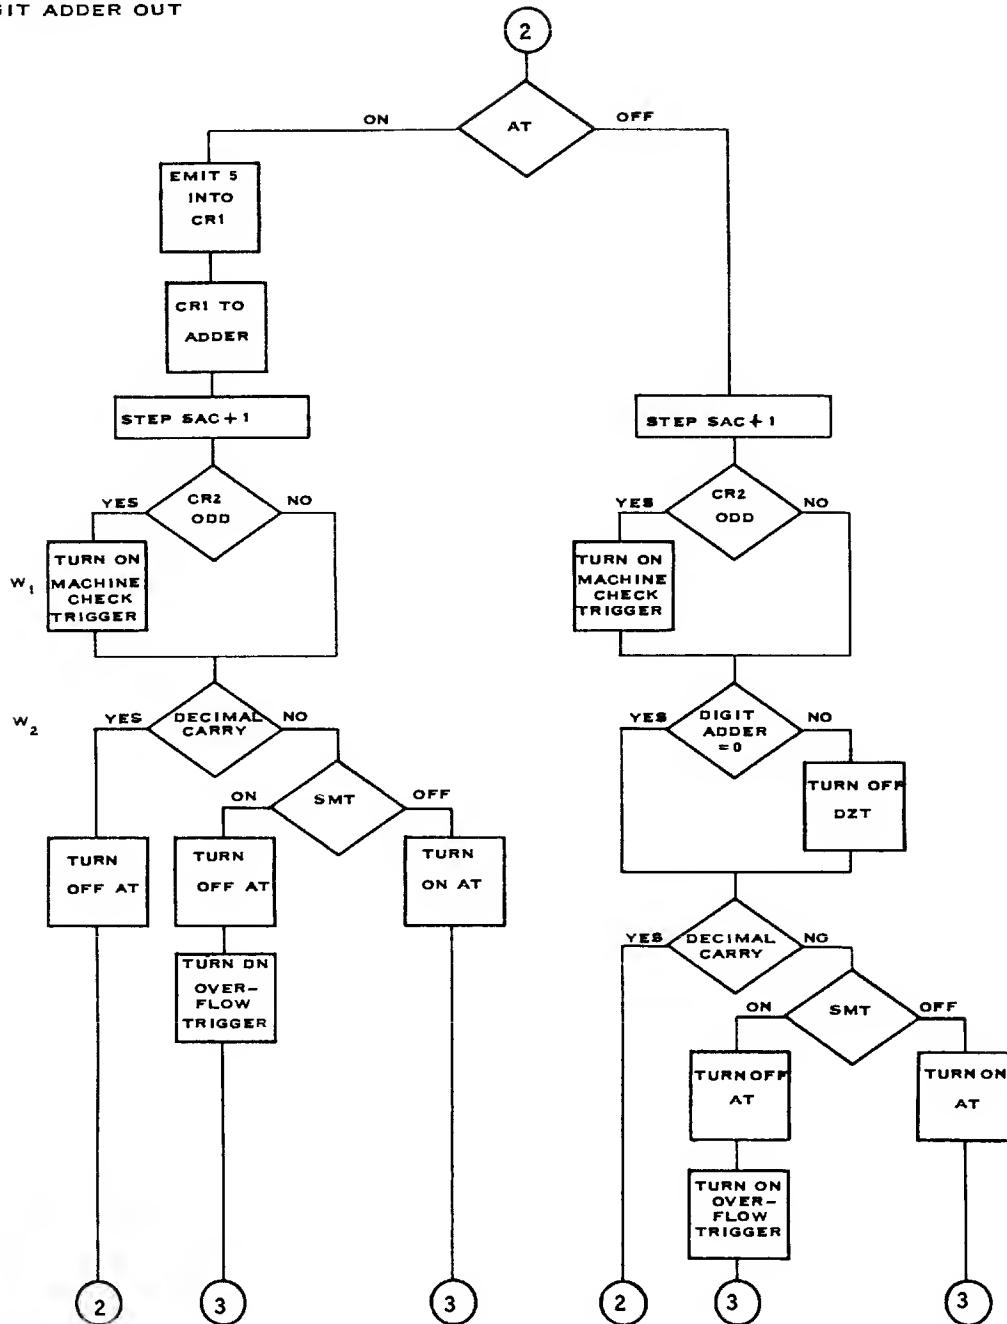 GIT ADDER OUT
2
AT
ON
OFF
EMIT 5
INTO
CR1
CR1 TO
ADDER
STEP SAC+1
STEP SAC+1
YES
CR2
ODD
NO
YES
CR2
ODD
NO
W1
TURN ON
MACHINE
CHECK
TRIGGER
TURN ON
MACHINE
CHECK
TRIGGER
W2
YES
DECIMAL
CARRY
NO
YES
DIGIT
ADDER
=0
NO
ON
SMT
OFF
TURN OFF
DZT
TURN
OFF AT
TURN
OFF AT
TURN
ON AT
YES
DECIMAL
CARRY
NG
TURN ON
OVER-
FLOW
TRIGGER
ON
SMT
OFF
TURN OFF
AT
TURN ON
AT
TURN ON
OVER-
FLOW
TRIGGER
2
3
3
2
3
3